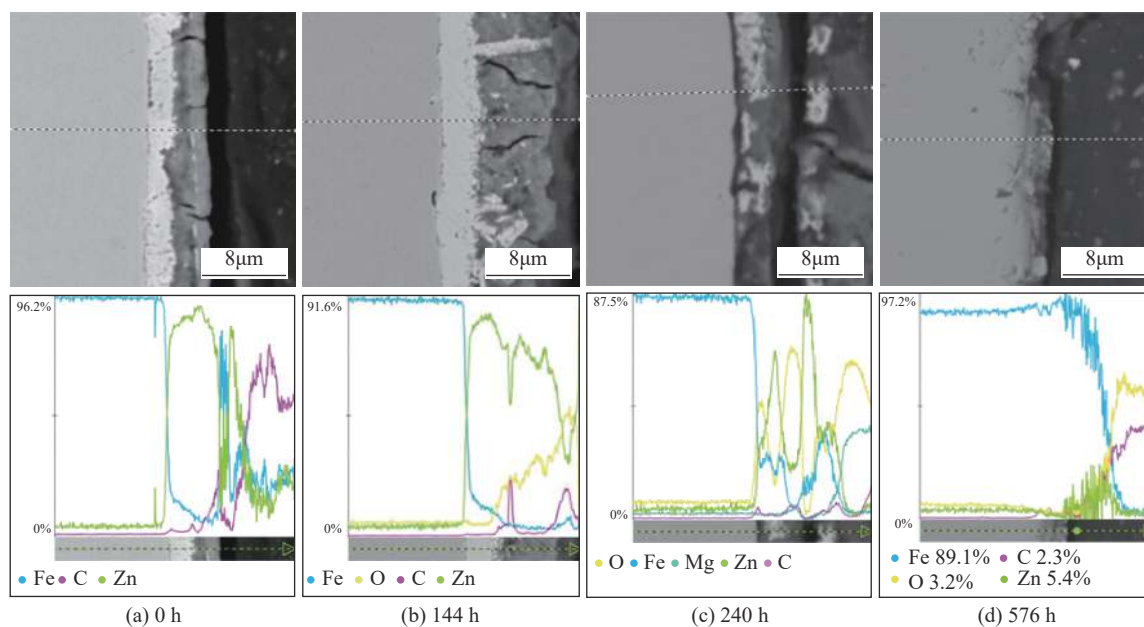 8μm
8μm
8μm
8μm
96.2%
0%
Fe C Zn
91.6%
0%
Fe O C Zn
87.5%
0%
O Fe Mg Zn C
97.2%
0%
Fe 89.1% C 2.3%
O 3.2% Zn 5.4%
(a) 0 h
(b) 144 h
(c) 240 h
(d) 576 h